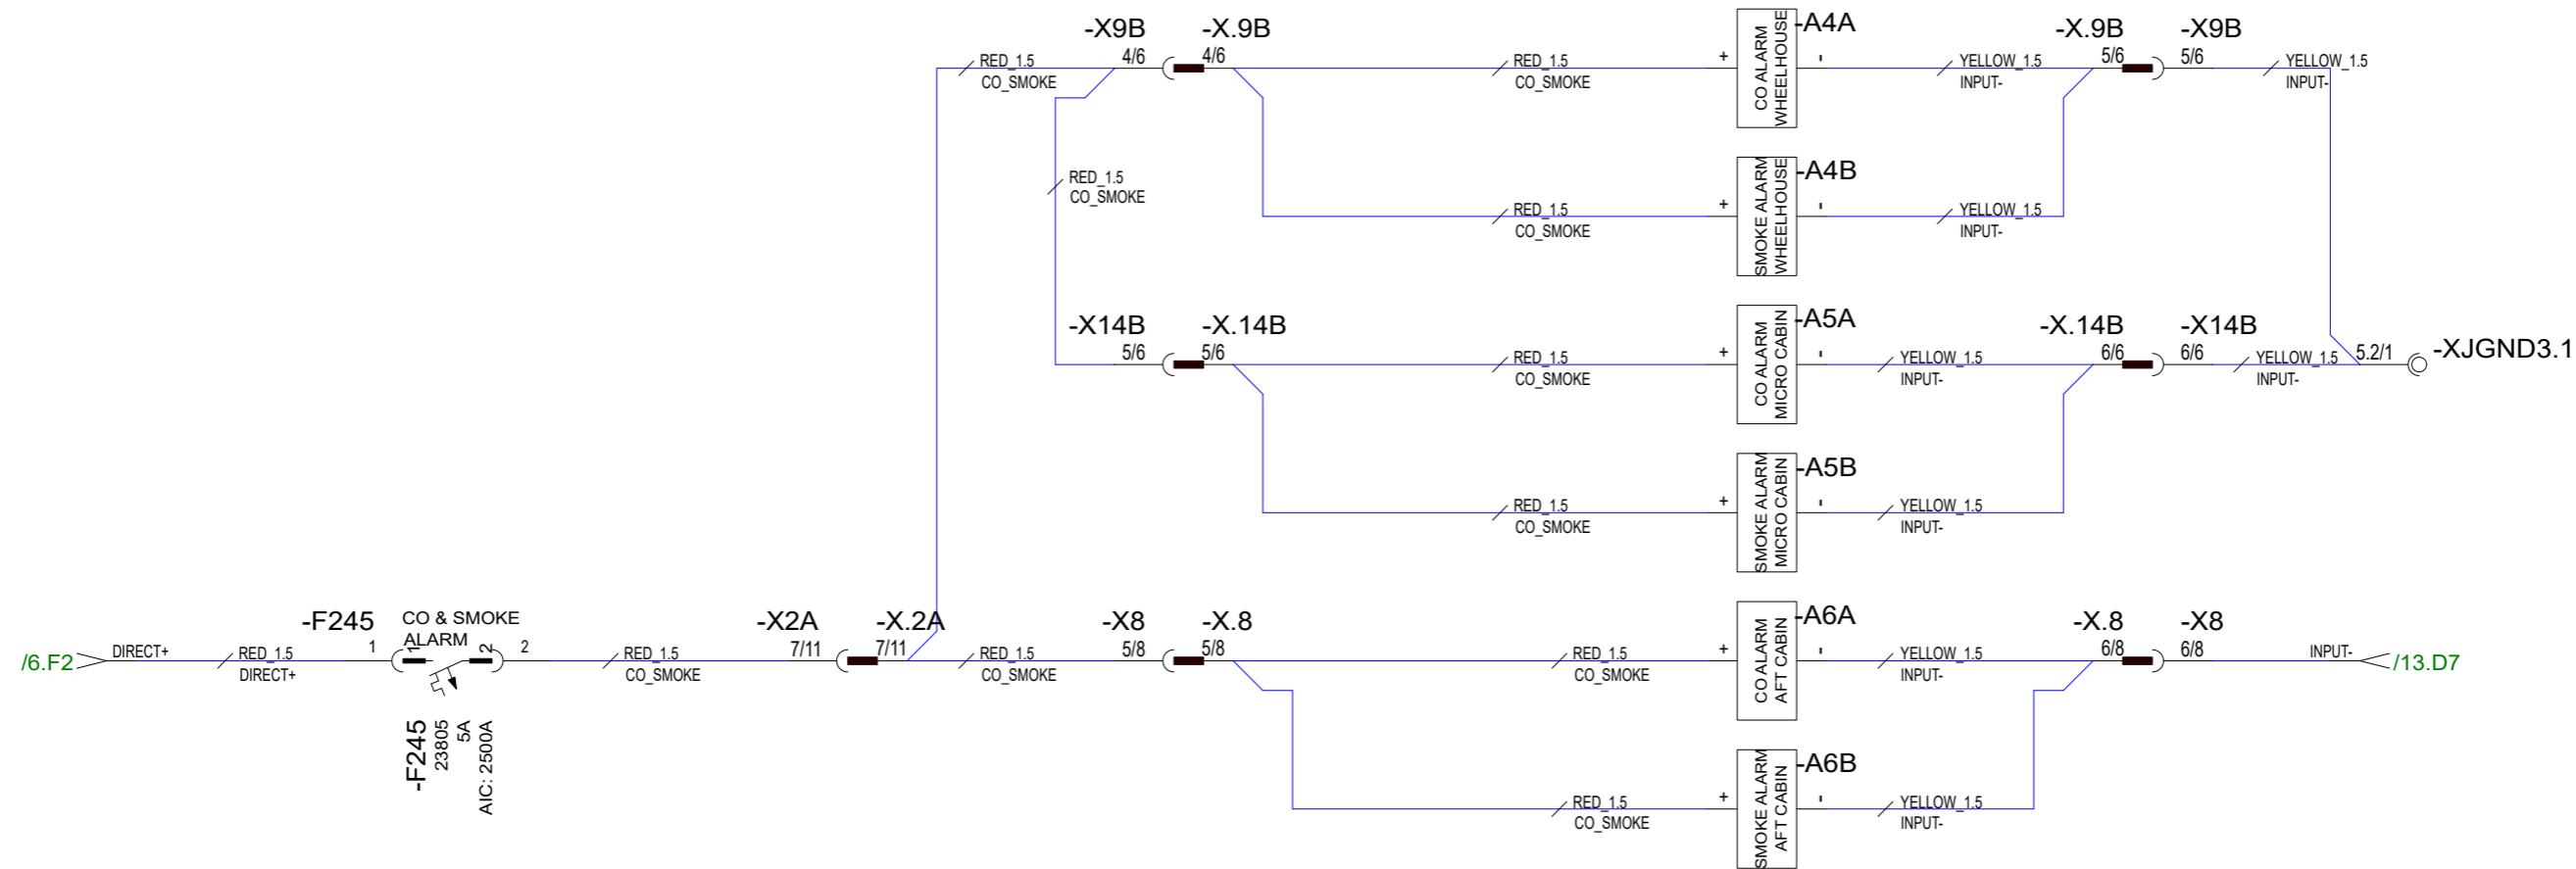 -X9B
4/6
-X.9B
4/6
-A4A
-X.9B
5/6
-X9B
5/6
RED_1.5
CO_SMOKE
RED_1.5
CO_SMOKE
+
CO ALARM
WHEELHOUSE
-
YELLOW_1.5
INPUT-
YELLOW_1.5
INPUT-
RED_1.5
CO_SMOKE
RED_1.5
CO_SMOKE
+
SMOKE ALARM
WHEELHOUSE
-A4B
-
YELLOW_1.5
INPUT-
-X14B
5/6
-X.14B
5/6
RED_1.5
CO_SMOKE
+
CO ALARM
MICRO CABIN
-A5A
-
YELLOW_1.5
INPUT-
-X.14B
6/6
-X14B
6/6
YELLOW_1.5
INPUT-
5.2/1
-XJGND3.1
RED_1.5
CO_SMOKE
+
SMOKE ALARM
MICRO CABIN
-A5B
-
YELLOW_1.5
INPUT-
/6.F2
DIRECT+
RED_1.5
DIRECT+
-F245
1
CO & SMOKE
ALARM
1
2
2
-F245
23805
5A
AIC: 2500A
RED_1.5
CO_SMOKE
-X2A
7/11
-X.2A
7/11
RED_1.5
CO_SMOKE
-X8
5/8
-X.8
5/8
RED_1.5
CO_SMOKE
+
CO ALARM
AFT CABIN
-A6A
-
YELLOW_1.5
INPUT-
-X.8
6/8
-X8
6/8
INPUT-
/13.D7
RED_1.5
CO_SMOKE
+
SMOKE ALARM
AFT CABIN
-A6B
-
YELLOW_1.5
INPUT-